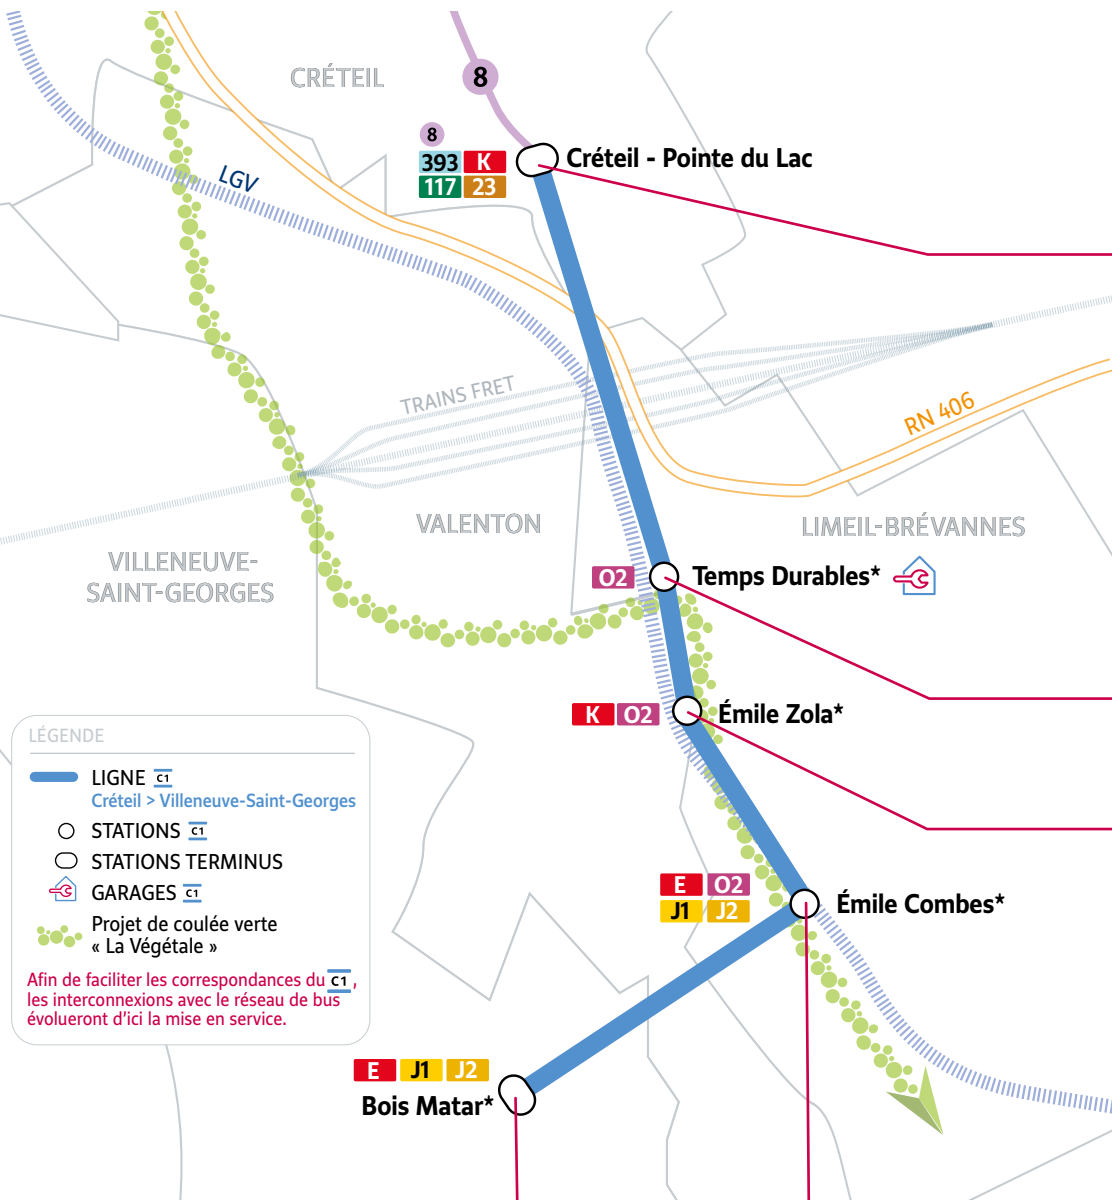 CRÉTEIL
8
8
393 K
117 23
Créteil - Pointe du Lac
LGV
TRAINS FRET
RN 406
VALENTON
LIMEIL-BRÉVANNES
VILLENEUVE-
SAINT-GEORGES
O2
Temps Durables*
K O2
Émile Zola*
LÉGENDE
LIGNE C1
Créteil > Villeneuve-Saint-Georges
STATIONS C1
STATIONS TERMINUS
GARAGES C1
Projet de coulée verte
« La Végétale »
Afin de faciliter les correspondances du C1,
les interconnexions avec le réseau de bus
évolueront d'ici la mise en service.
E O2
J1 J2
Émile Combes*
E J1 J2
Bois Matar*